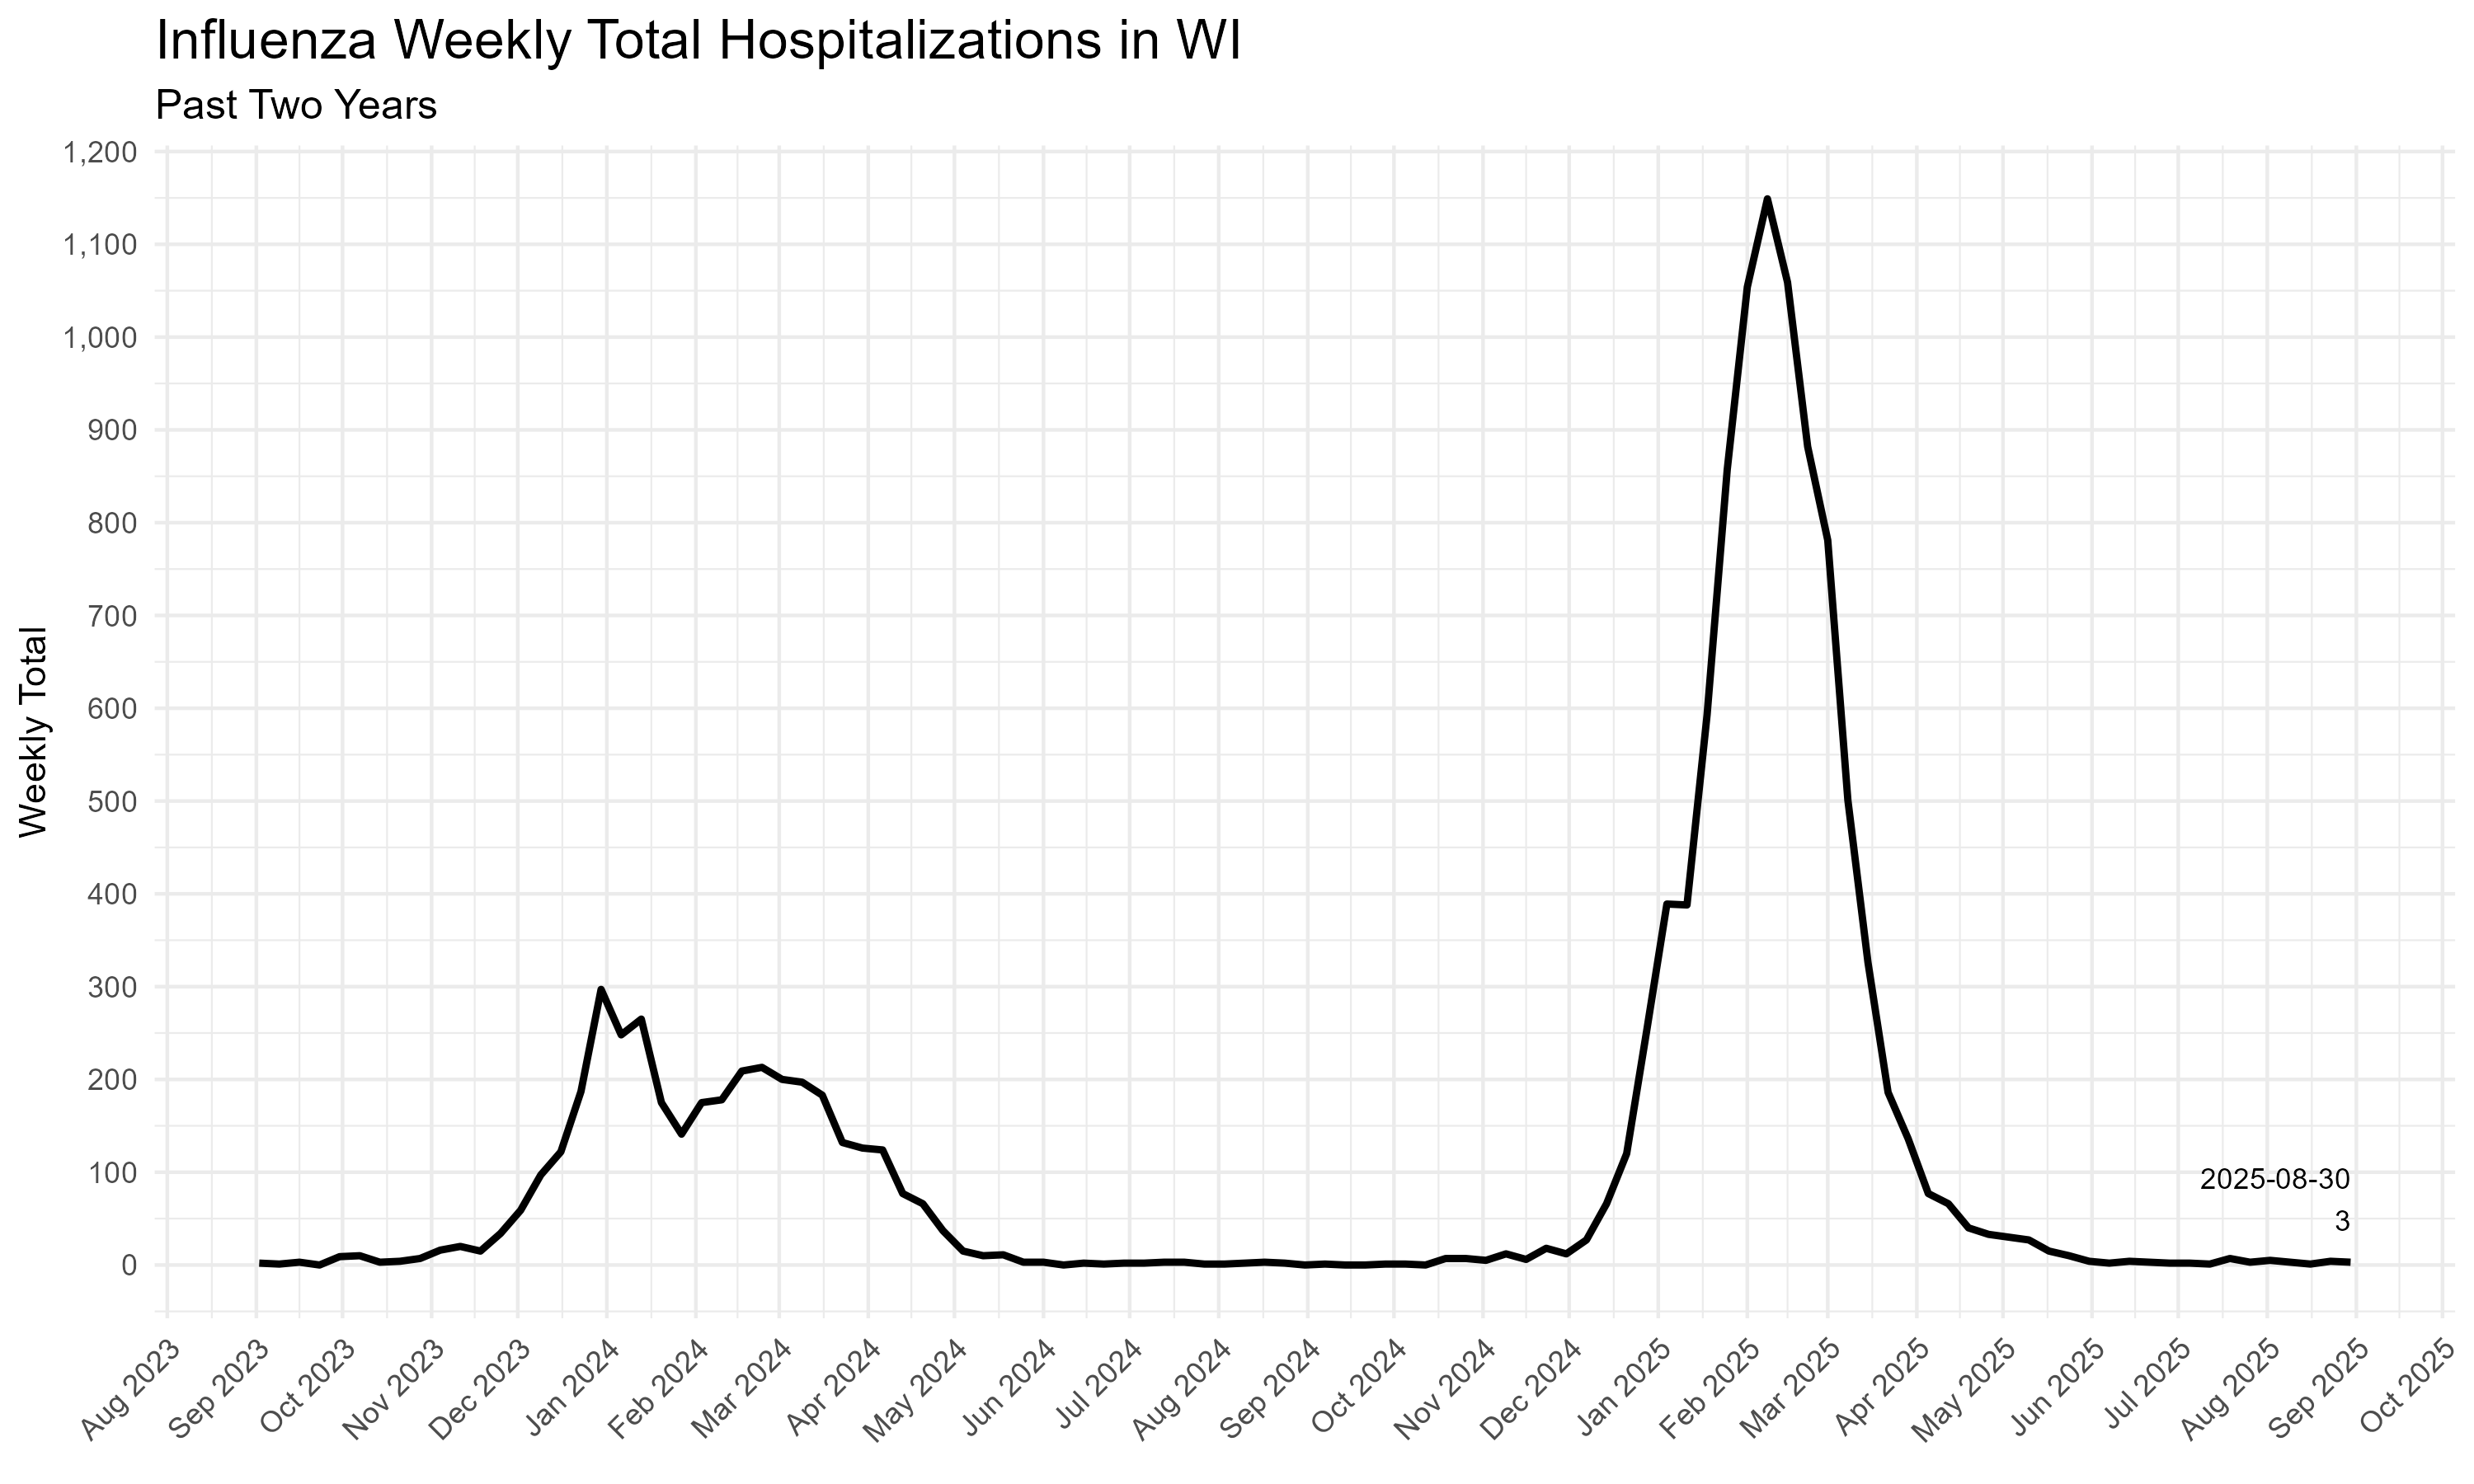 Influenza Weekly Total Hospitalizations in WI
Past Two Years
1,200
1,100
1,000
900
800
700
600
500
400
300
200
100
0
Weekly Total
2025-08-30
3
Aug 2023
Sep 2023
Oct 2023
Nov 2023
Dec 2023
Jan 2024
Feb 2024
Mar 2024
Apr 2024
May 2024
Jun 2024
Jul 2024
Aug 2024
Sep 2024
Oct 2024
Nov 2024
Dec 2024
Jan 2025
Feb 2025
Mar 2025
Apr 2025
May 2025
Jun 2025
Jul 2025
Aug 2025
Sep 2025
Oct 2025